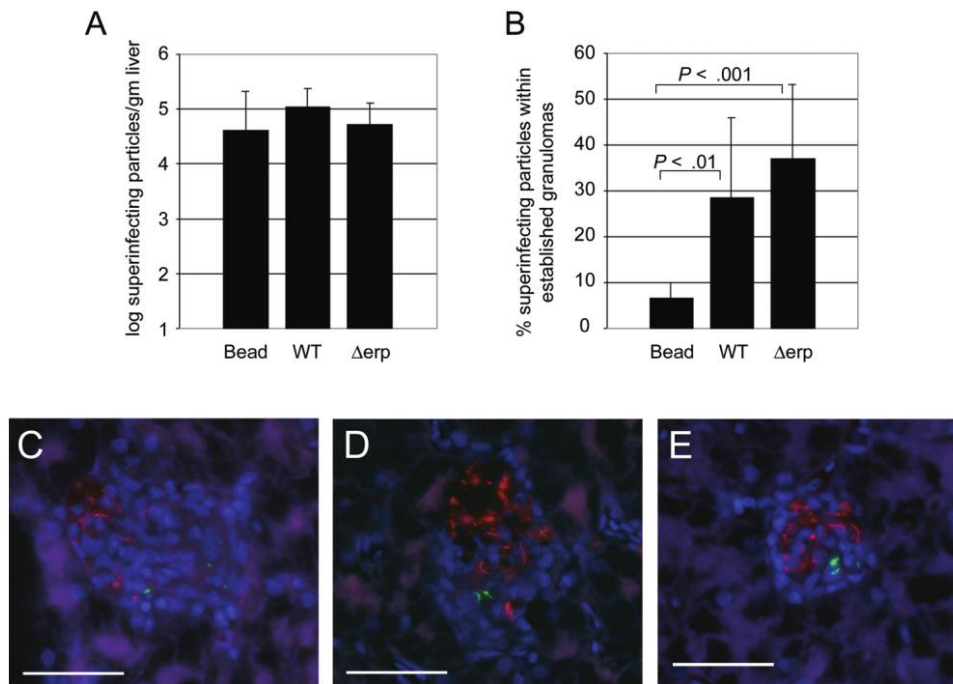 A
log superinfecting particles/gm liver
6
5
4
3
2
1
Bead WT Δerp
B
% superinfecting particles within
established granulomas
60
50
40
30
20
10
0
P < .001
P < .01
Bead WT Δerp
C
D
E